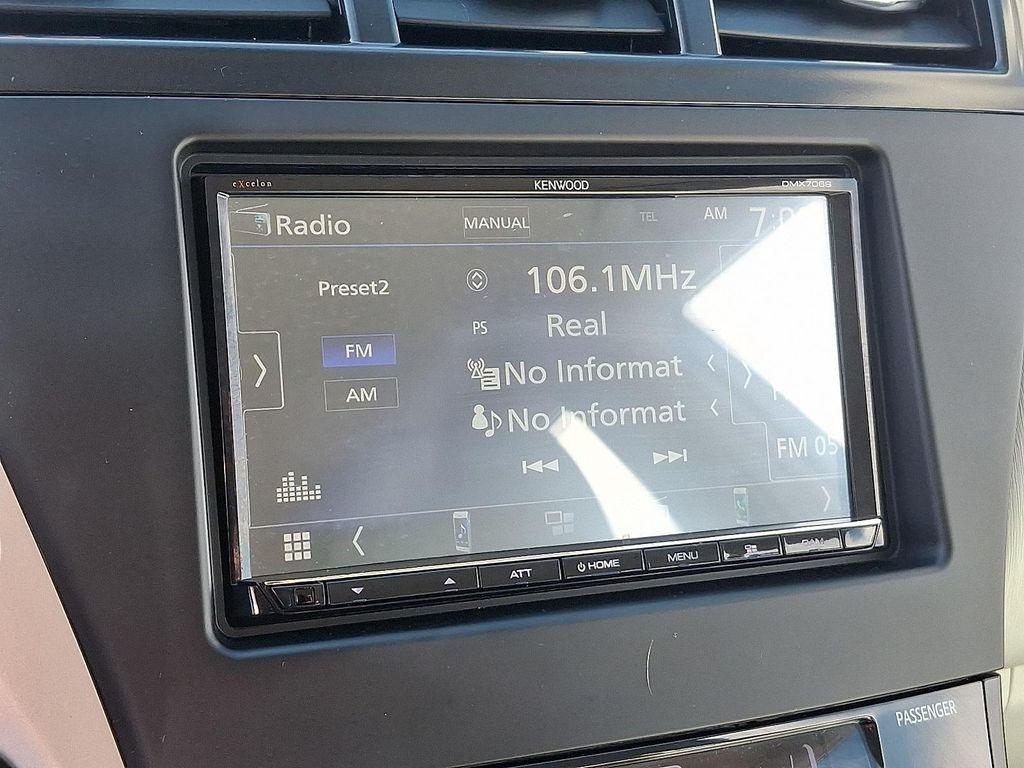 eXcelon KENWOOD
Radio MANUAL TEL AM
Preset2 106.1MHz
PS Real
FM
No Informat
AM
No Informat
FM 05
ATT HOME MENU
PASSENGER